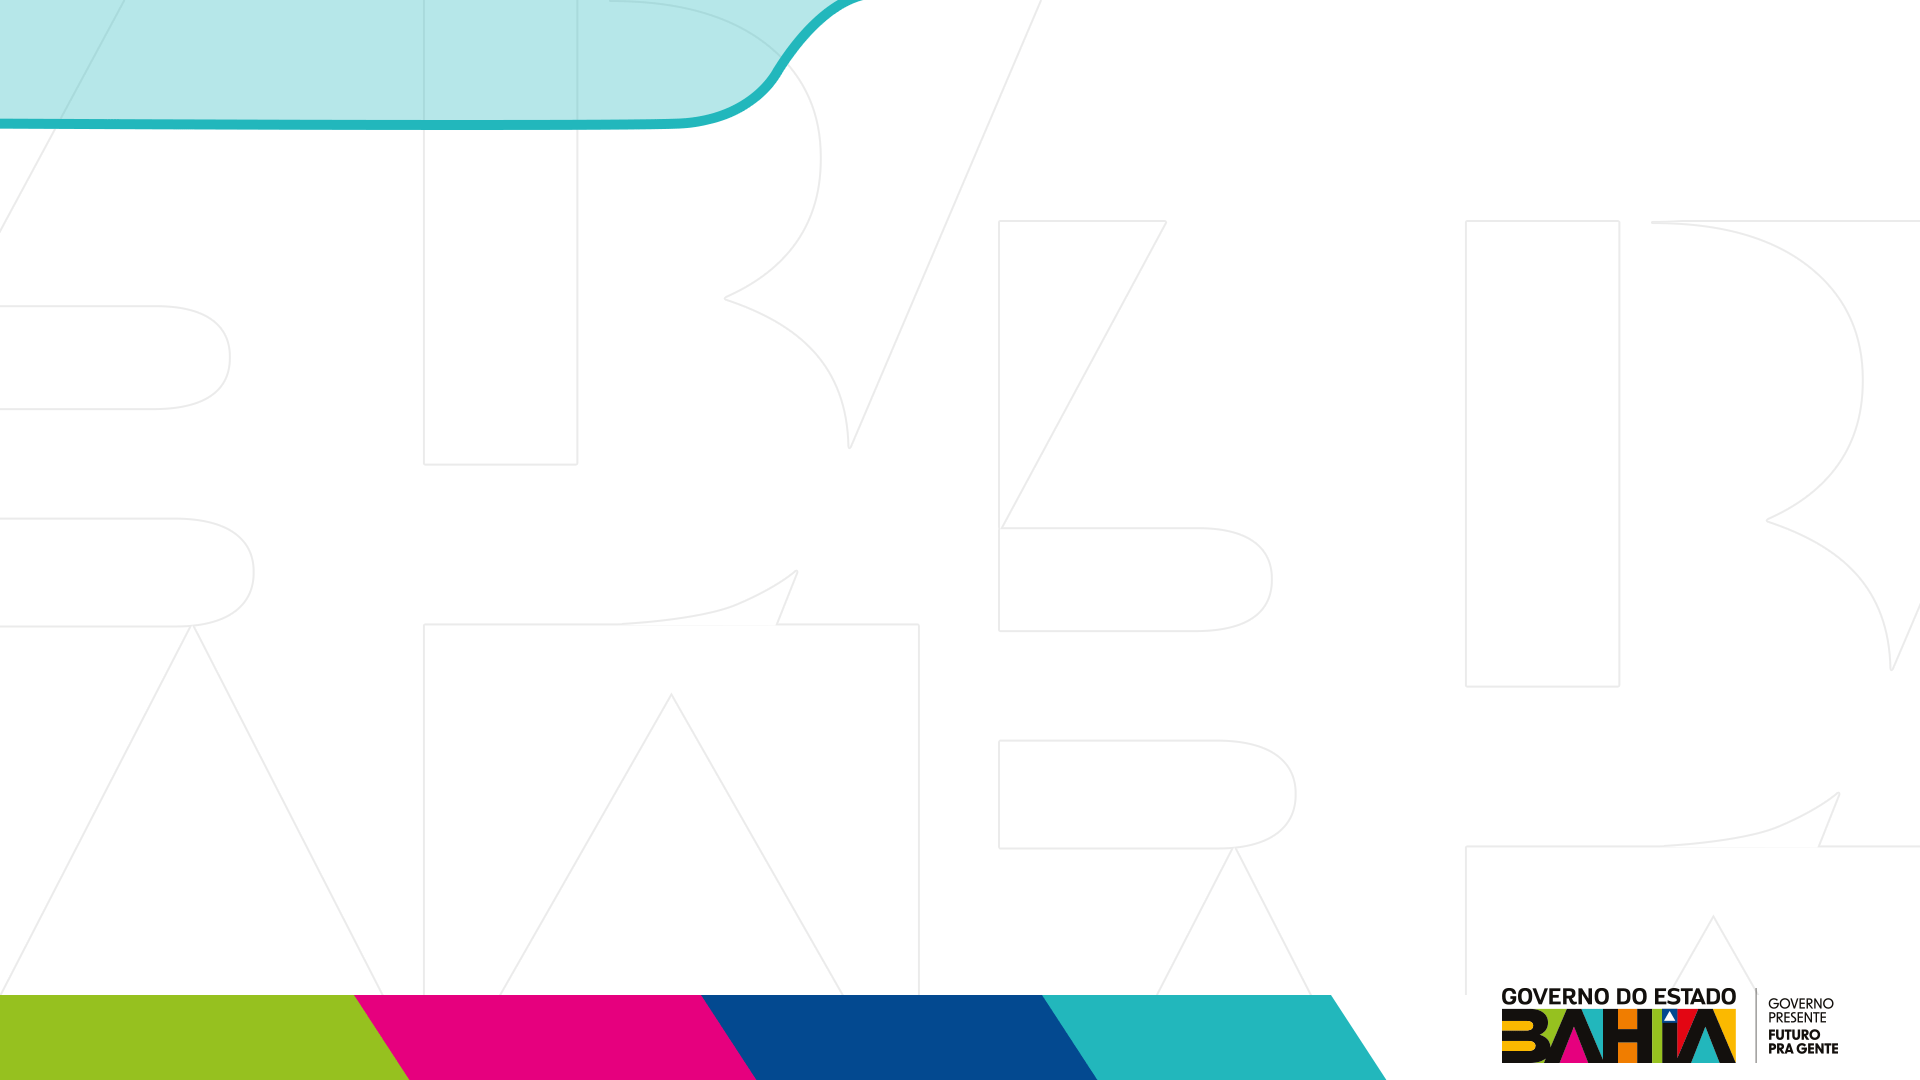 GOVERNO DO ESTADO
BAHIA
GOVERNO
PRESENTE
FUTURO
PRA GENTE